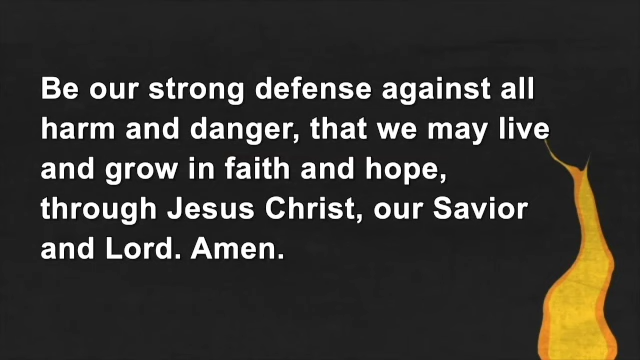 Be our strong defense against all
harm and danger, that we may live
and grow in faith and hope,
through Jesus Christ, our Savior
and Lord. Amen.